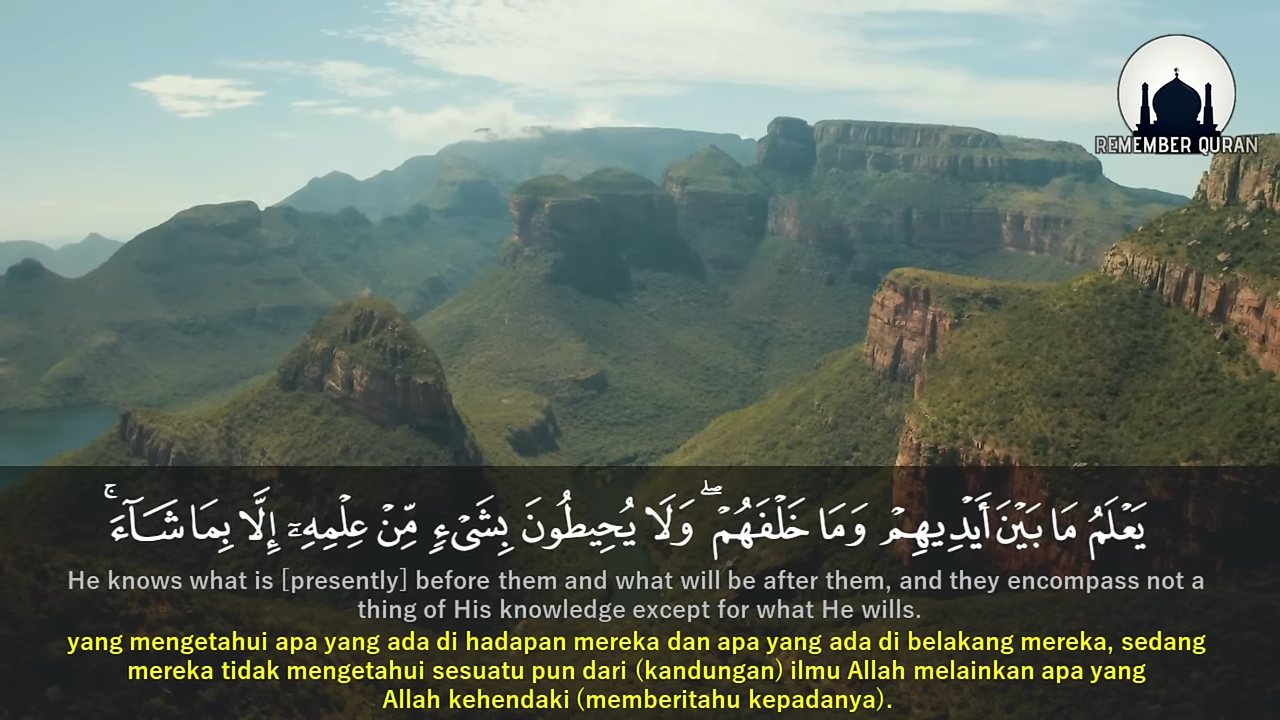 REMEMBER QURAN
يَعْلَمُ مَا بَيْنَ أَيْدِيهِمْ وَمَا خَلْفَهُمْ ۖ وَلَا يُحِيطُونَ بِشَىْءٍ مِّنْ عِلْمِهِۦٓ إِلَّا بِمَا شَآءَ ۚ
He knows what is [presently] before them and what will be after them, and they encompass not a
thing of His knowledge except for what He wills.
yang mengetahui apa yang ada di hadapan mereka dan apa yang ada di belakang mereka, sedang
mereka tidak mengetahui sesuatu pun dari (kandungan) ilmu Allah melainkan apa yang
Allah kehendaki (memberitahu kepadanya).